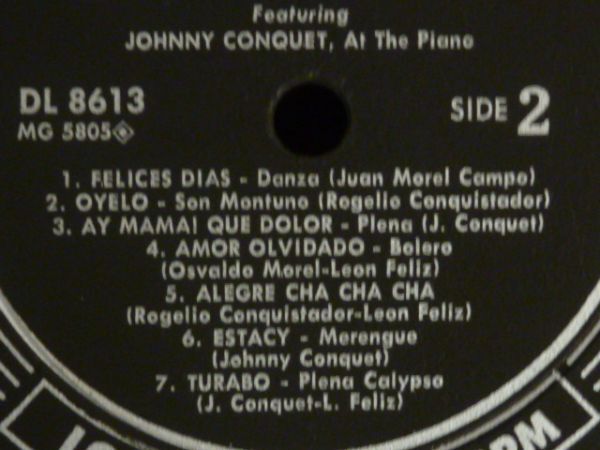 Featuring
JOHNNY CONQUET, At The Piano
DL 8613
SIDE 2
MG 5805
1. FELICES DIAS - Danza (Juan Morel Campo)
2. OYELO - Son Montuno (Rogelio Conquistador)
3. AY MAMA! QUE DOLOR - Plena (J. Conquet)
4. AMOR OLVIDADO - Bolero
(Osvaldo Morel-Leon Feliz)
5. ALEGRE CHA CHA CHA
(Rogelio Conquistador-Leon Feliz)
6. ESTACY - Merengue
(Johnny Conquet)
7. TURABO - Plena Calypso
(J. Conquet-L. Feliz)